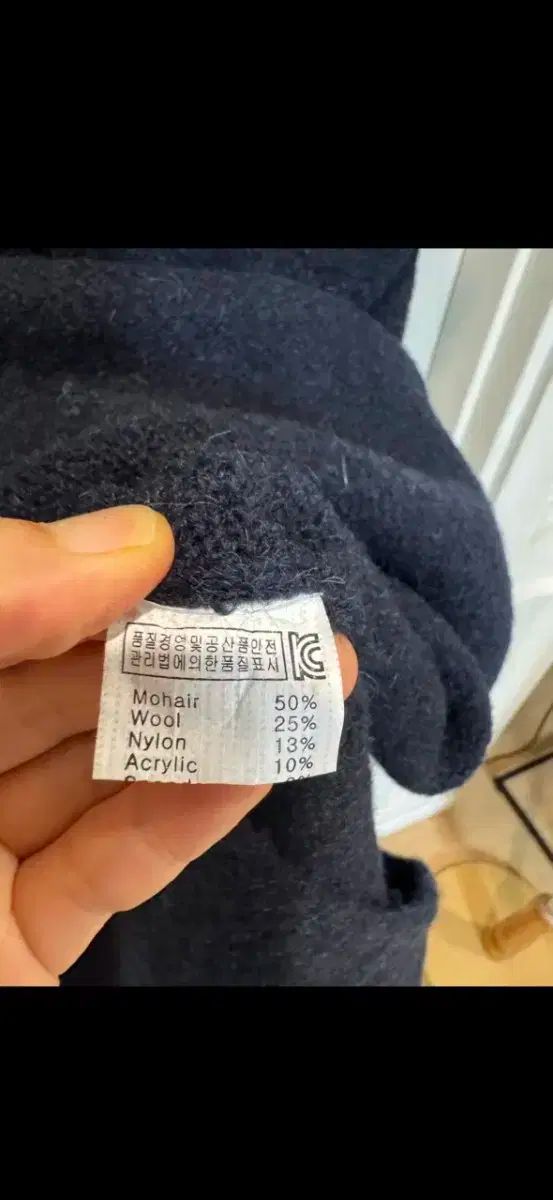 품질경영및공산품안전
관리법에의한품질표시
KC
Mohair 50%
Wool 25%
Nylon 13%
Acrylic 10%